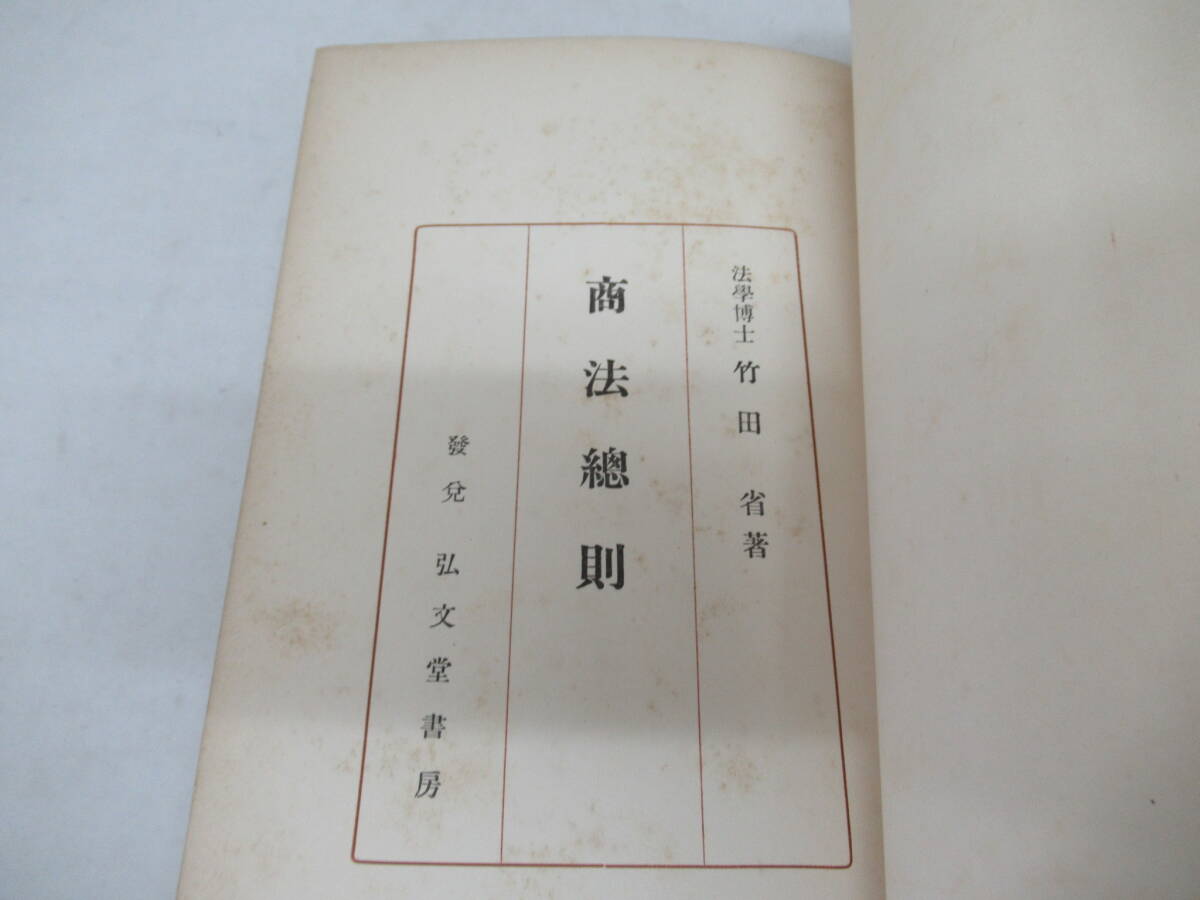 法學博士 竹田 省著
商法總則
發兌 弘文堂書房